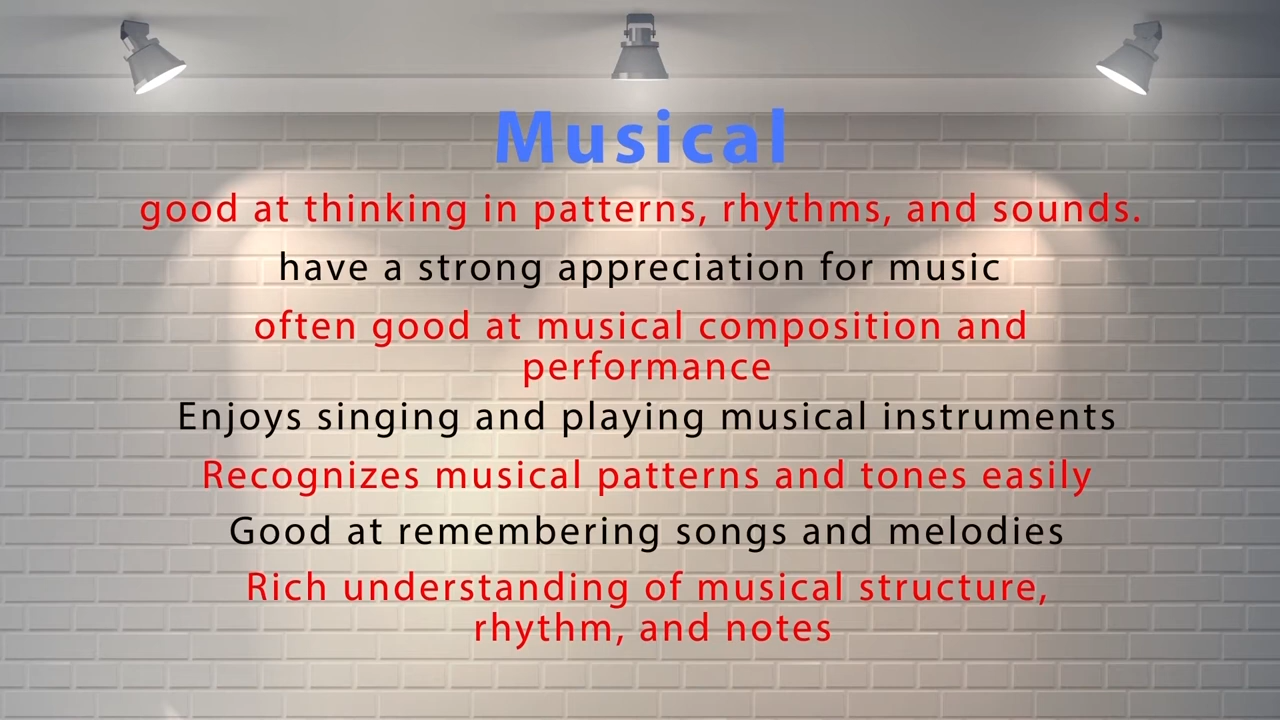 Musical
good at thinking in patterns, rhythms, and sounds.
have a strong appreciation for music
often good at musical composition and
performance
Enjoys singing and playing musical instruments
Recognizes musical patterns and tones easily
Good at remembering songs and melodies
Rich understanding of musical structure,
rhythm, and notes